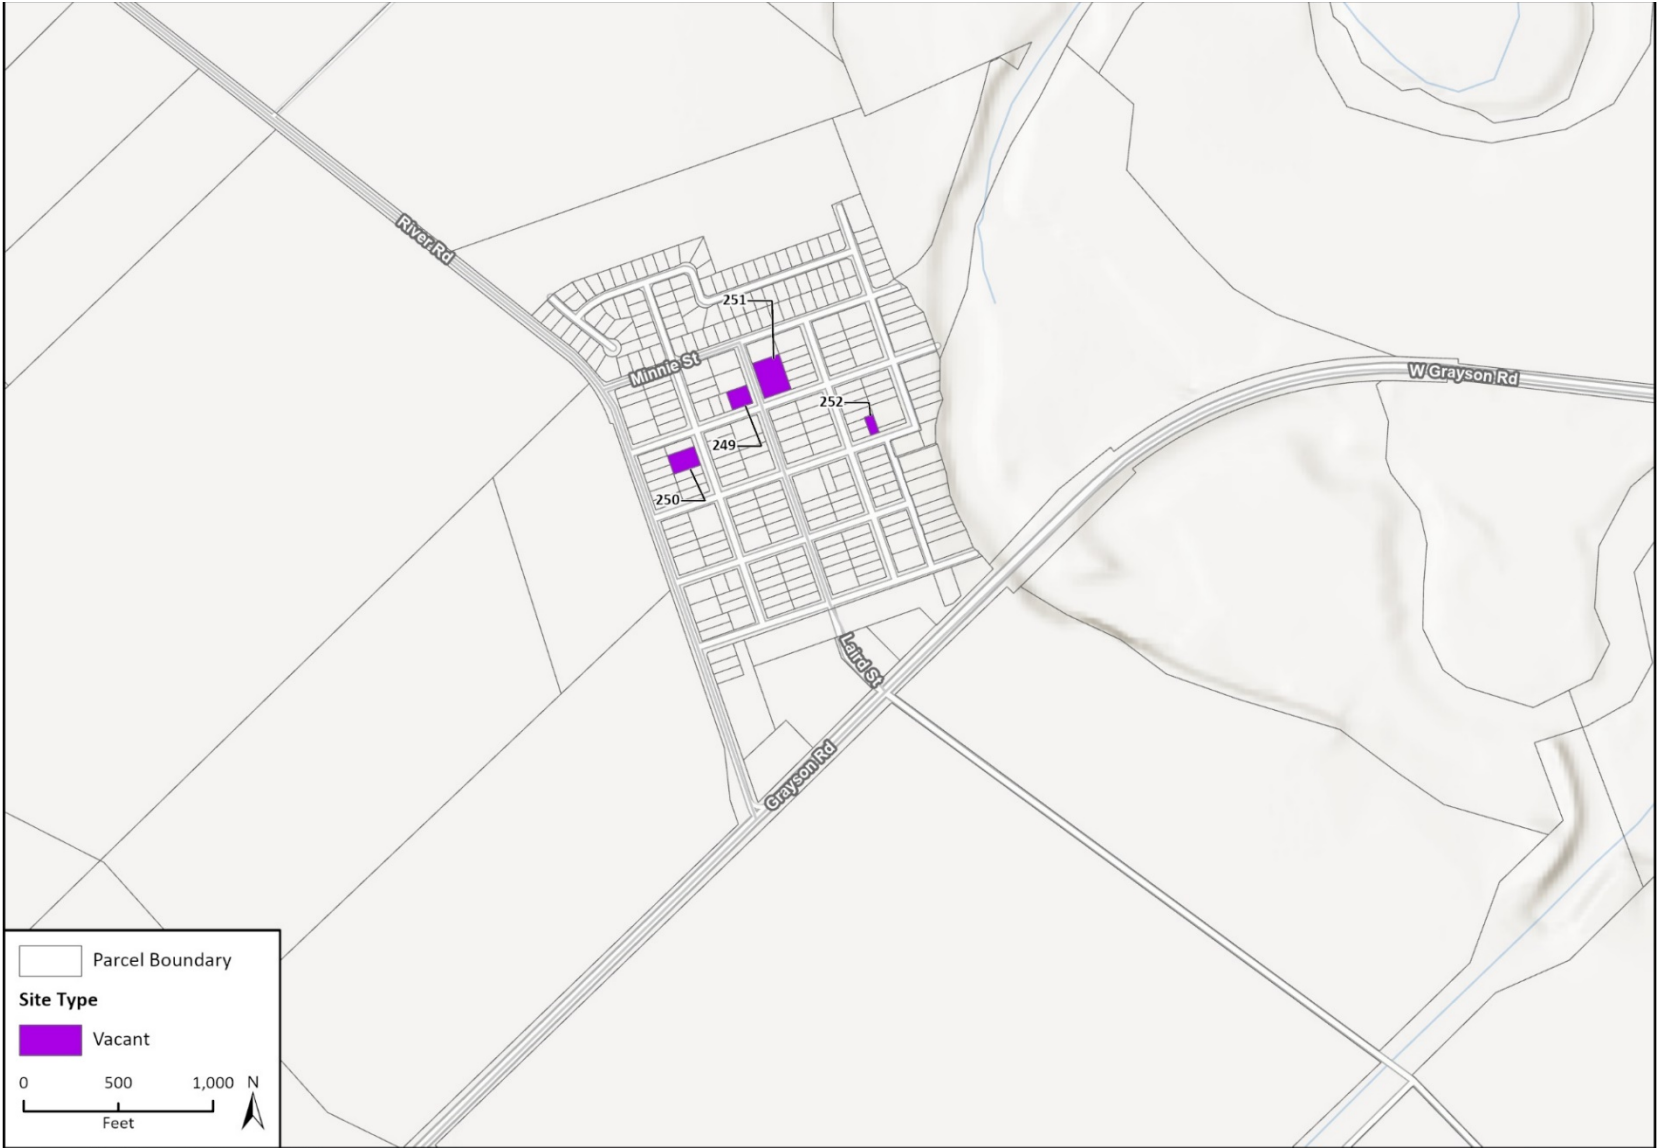 River Rd
251
Minnie St
W Grayson Rd
252
249
250
Laird St
Grayson Rd
Parcel Boundary
Site Type
Vacant
0 500 1,000 N
Feet